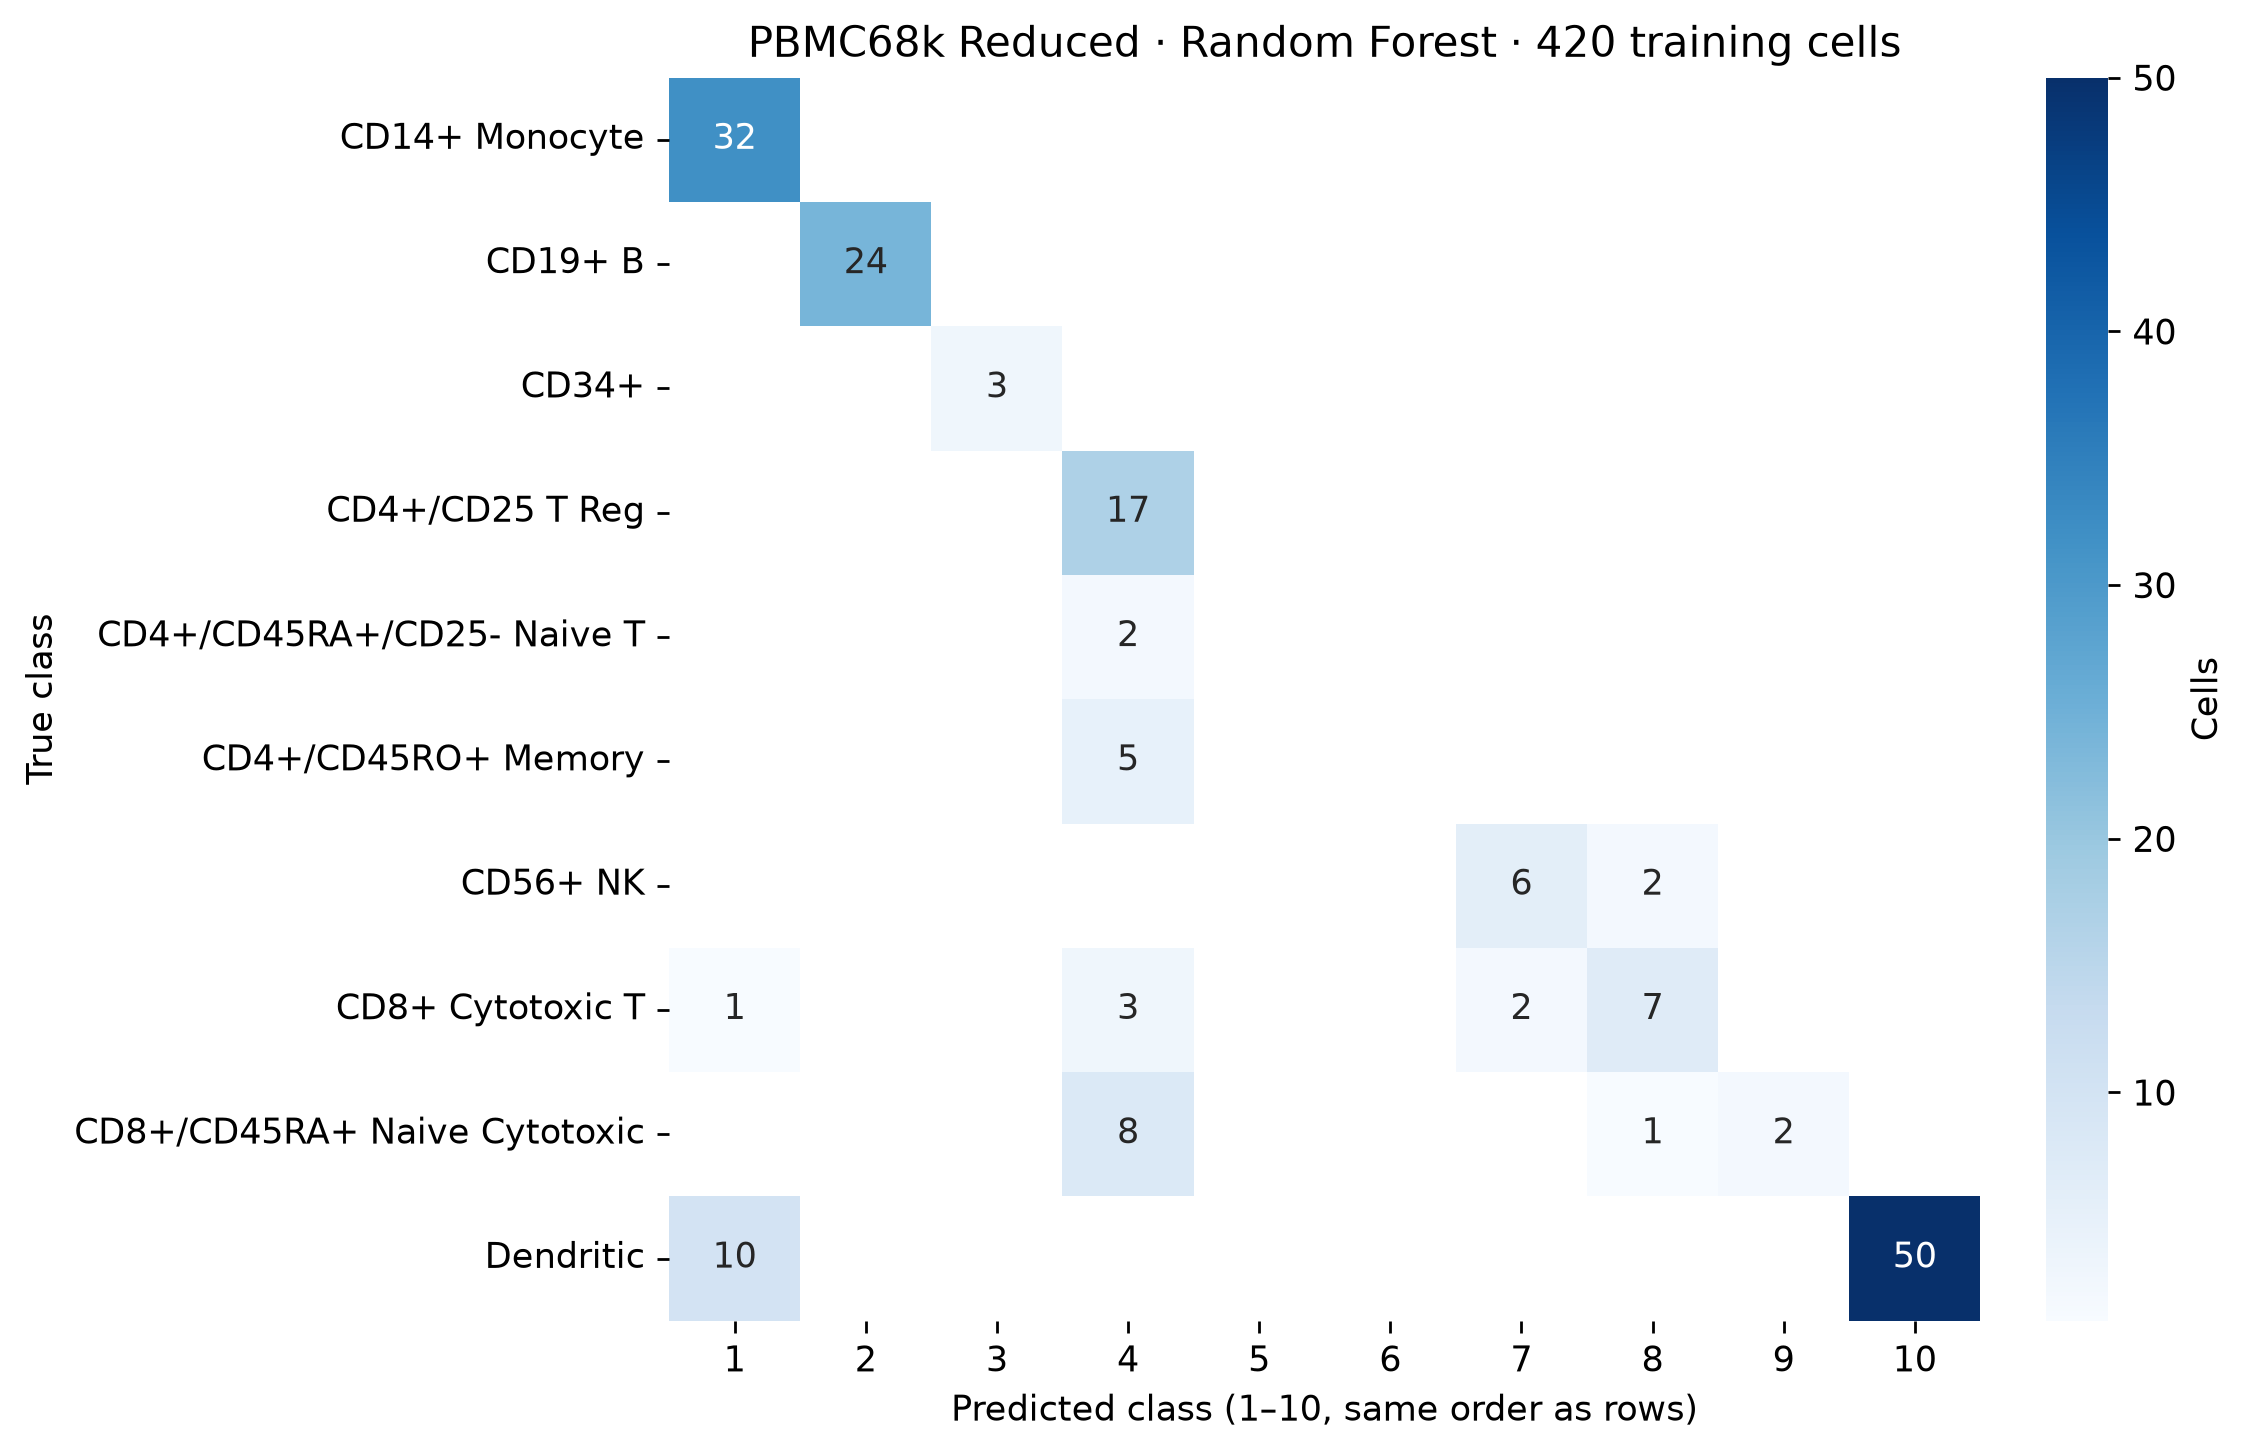 PBMC68k Reduced · Random Forest · 420 training cells
True class
CD14+ Monocyte
32
CD19+ B
24
CD34+
3
CD4+/CD25 T Reg
17
CD4+/CD45RA+/CD25- Naive T
2
CD4+/CD45RO+ Memory
5
CD56+ NK
6 2
CD8+ Cytotoxic T
1 3 2 7
CD8+/CD45RA+ Naive Cytotoxic
8 1 2
Dendritic
10 50
1 2 3 4 5 6 7 8 9 10
Predicted class (1–10, same order as rows)
50
40
30
20
10
Cells